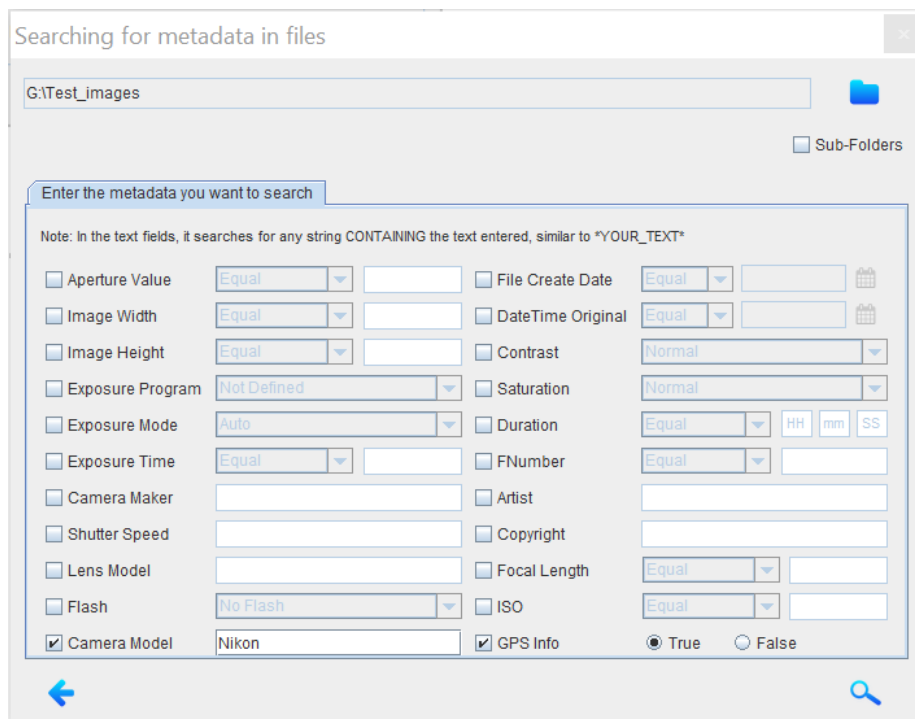 Searching for metadata in files
G:\Test_images
Sub-Folders
Enter the metadata you want to search
Note: In the text fields, it searches for any string CONTAINING the text entered, similar to *YOUR_TEXT*
Aperture Value Equal File Create Date Equal
Image Width Equal DateTime Original Equal
Image Height Equal Contrast Normal
Exposure Program Not Defined Saturation Normal
Exposure Mode Auto Duration Equal HH mm SS
Exposure Time Equal FNumber Equal
Camera Maker Artist
Shutter Speed Copyright
Lens Model Focal Length Equal
Flash No Flash ISO Equal
Camera Model Nikon GPS Info True False